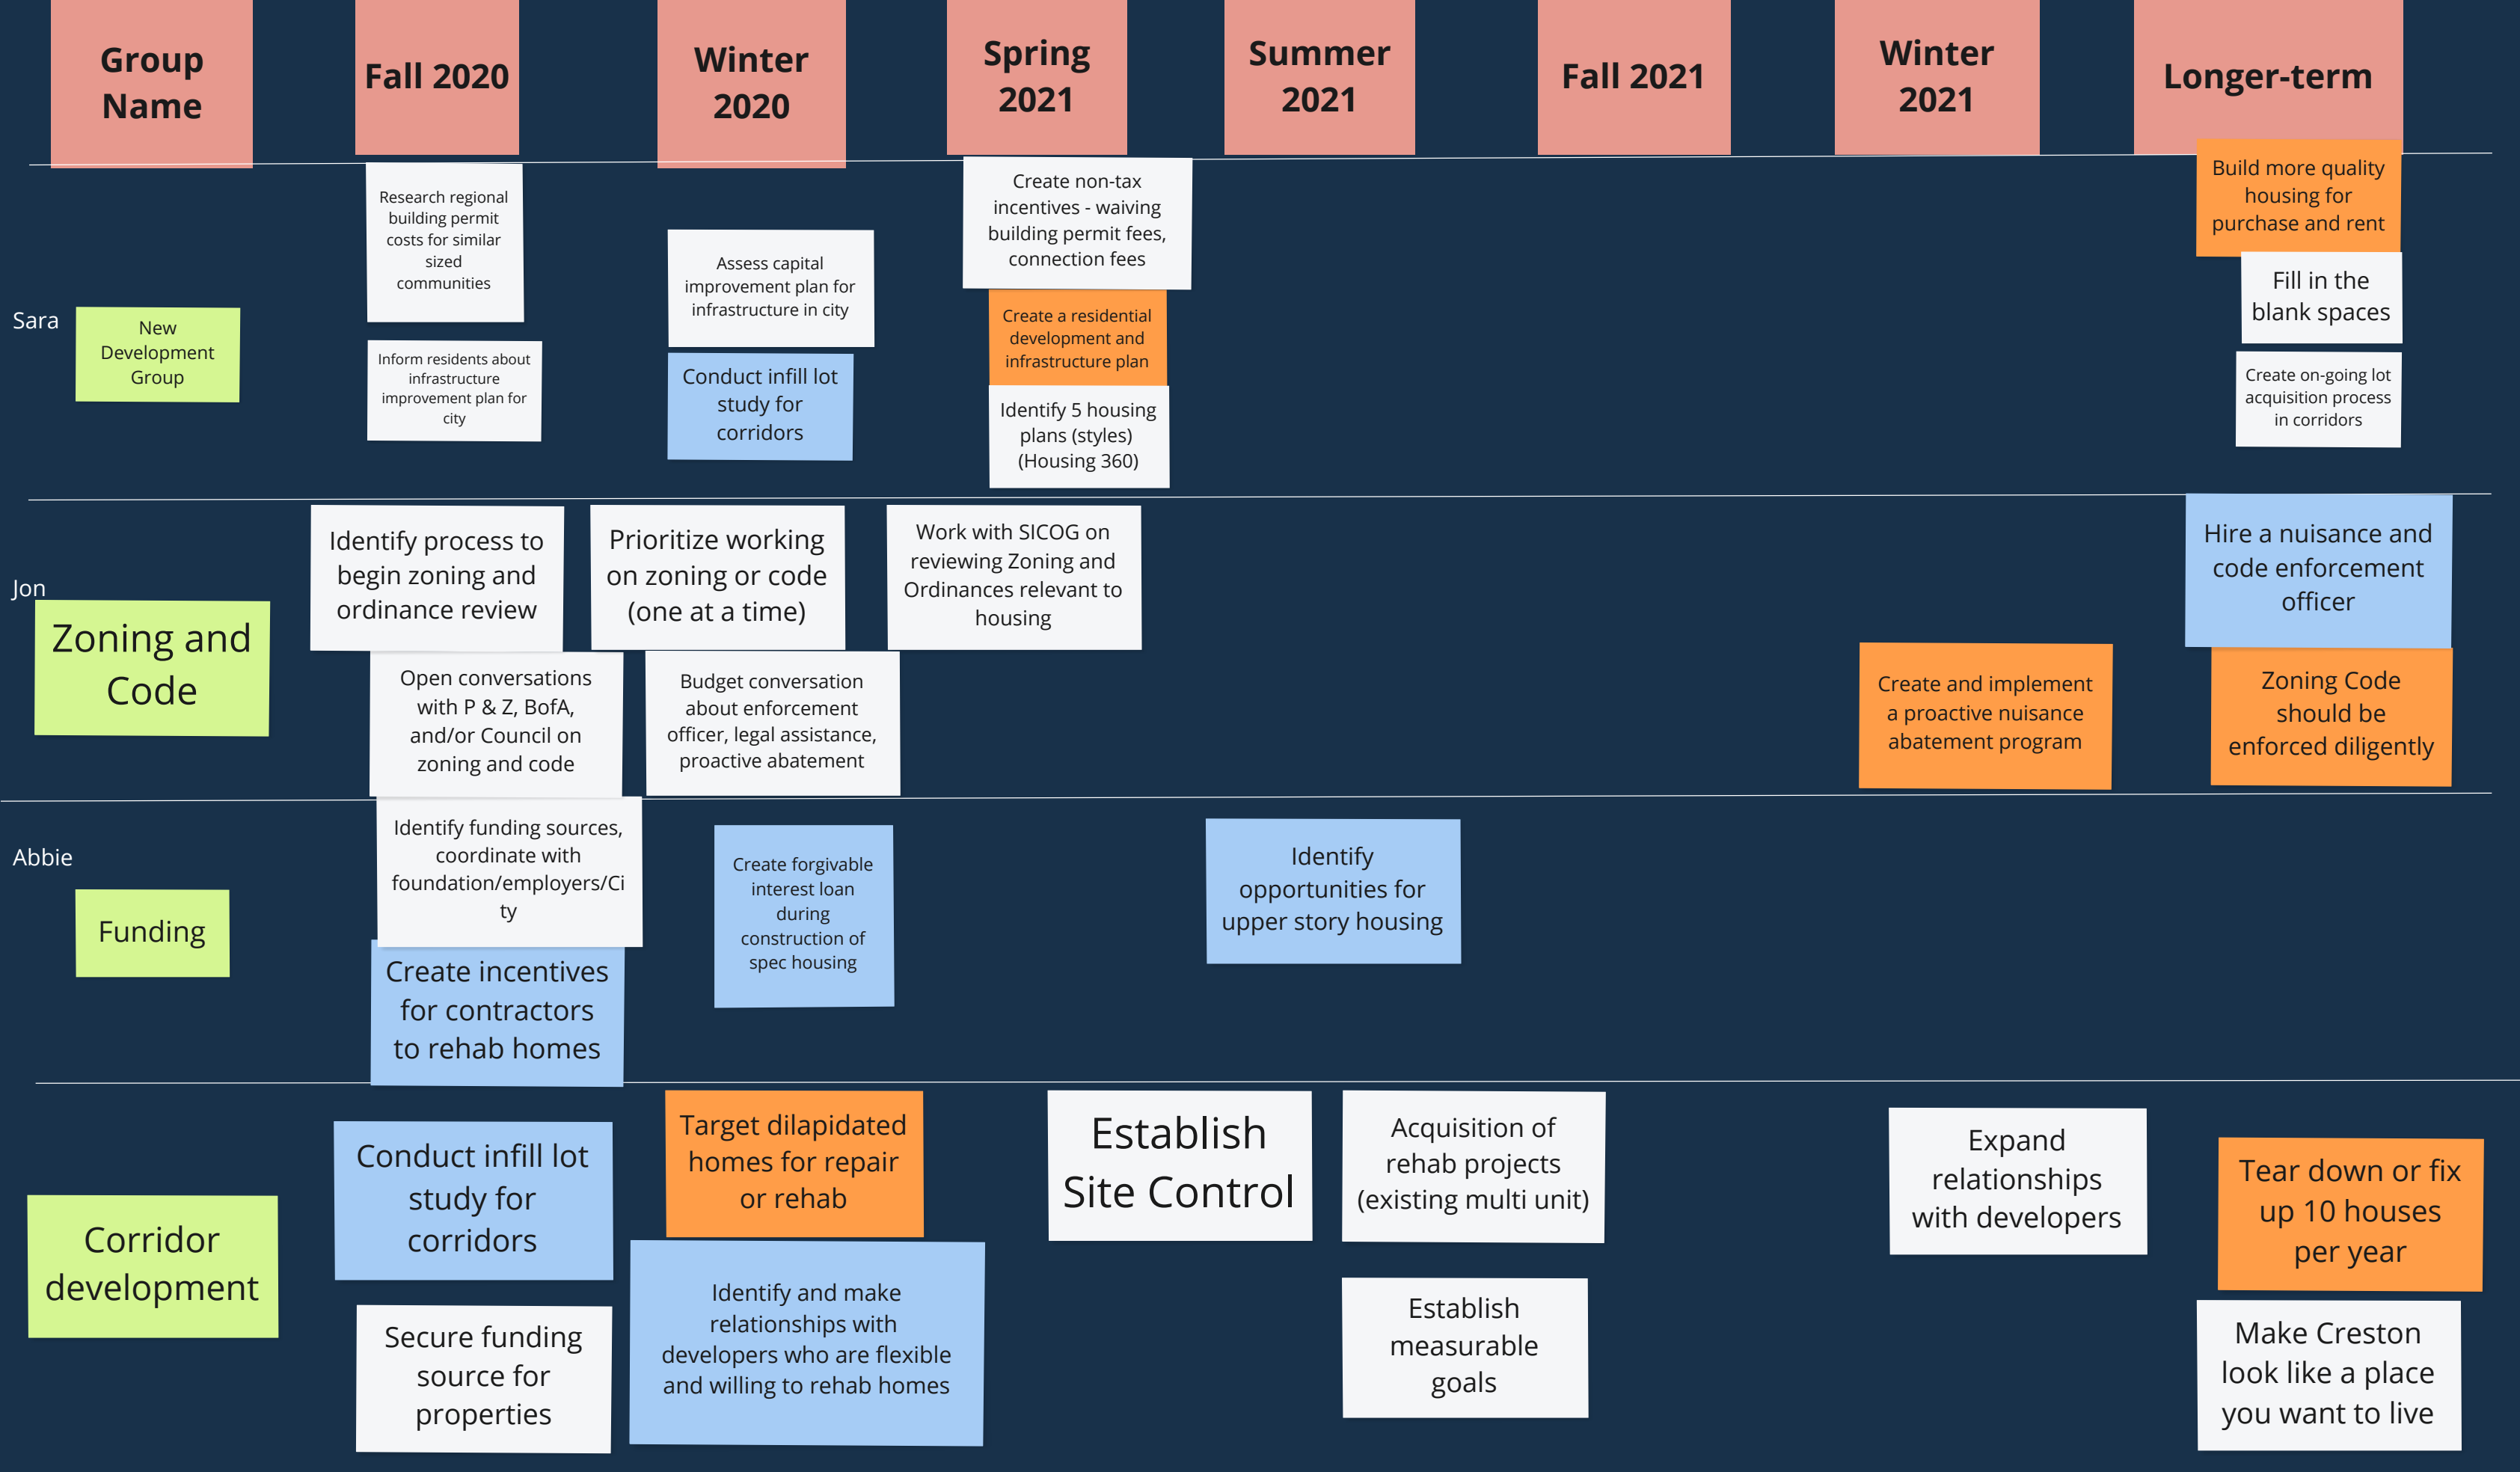 Group
Name
Fall 2020
Winter
2020
Spring
2021
Summer
2021
Fall 2021
Winter
2021
Longer-term
Sara
New
Development
Group
Research regional
building permit
costs for similar
sized
communities
Inform residents about
infrastructure
improvement plan for
city
Assess capital
improvement plan for
infrastructure in city
Conduct infill lot
study for
corridors
Create non-tax
incentives - waiving
building permit fees,
connection fees
Create a residential
development and
infrastructure plan
Identify 5 housing
plans (styles)
(Housing 360)
Build more quality
housing for
purchase and rent
Fill in the
blank spaces
Create on-going lot
acquisition process
in corridors
Jon
Zoning and
Code
Identify process to
begin zoning and
ordinance review
Open conversations
with P & Z, BofA,
and/or Council on
zoning and code
Prioritize working
on zoning or code
(one at a time)
Budget conversation
about enforcement
officer, legal assistance,
proactive abatement
Work with SICOG on
reviewing Zoning and
Ordinances relevant to
housing
Create and implement
a proactive nuisance
abatement program
Hire a nuisance and
code enforcement
officer
Zoning Code
should be
enforced diligently
Abbie
Funding
Identify funding sources,
coordinate with
foundation/employers/Ci
ty
Create incentives
for contractors
to rehab homes
Create forgivable
interest loan
during
construction of
spec housing
Identify
opportunities for
upper story housing
Corridor
development
Conduct infill lot
study for
corridors
Secure funding
source for
properties
Target dilapidated
homes for repair
or rehab
Identify and make
relationships with
developers who are flexible
and willing to rehab homes
Establish
Site Control
Acquisition of
rehab projects
(existing multi unit)
Establish
measurable
goals
Expand
relationships
with developers
Tear down or fix
up 10 houses
per year
Make Creston
look like a place
you want to live